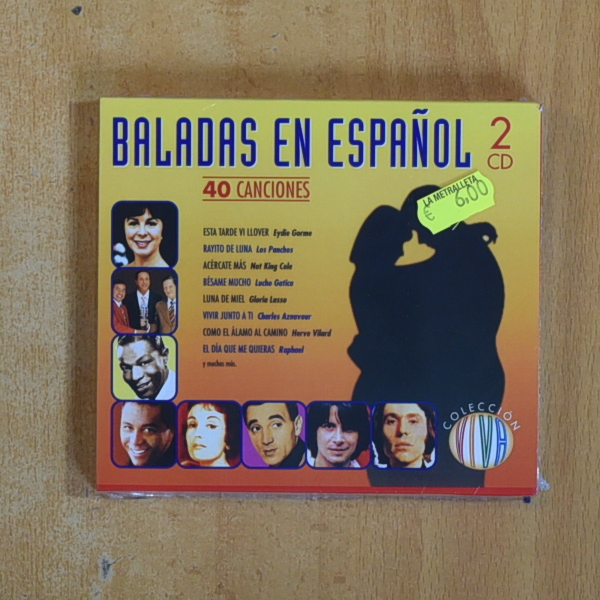 BALADAS EN ESPAÑOL 2 CD
40 CANCIONES
LA METRALLETA
€ 6,00
ESTA TARDE VI LLOVER Eydie Gorme
RAYITO DE LUNA Los Panchos
ACÉRCATE MÁS Nat King Cole
BÉSAME MUCHO Lucho Gatica
LUNA DE MIEL Gloria Lasso
VIVIR JUNTO A TI Charles Aznavour
COMO EL ÁLAMO AL CAMINO Herve Vilard
EL DÍA QUE ME QUIERAS Raphael
y muchas más.
COLECCIÓN
VIVA